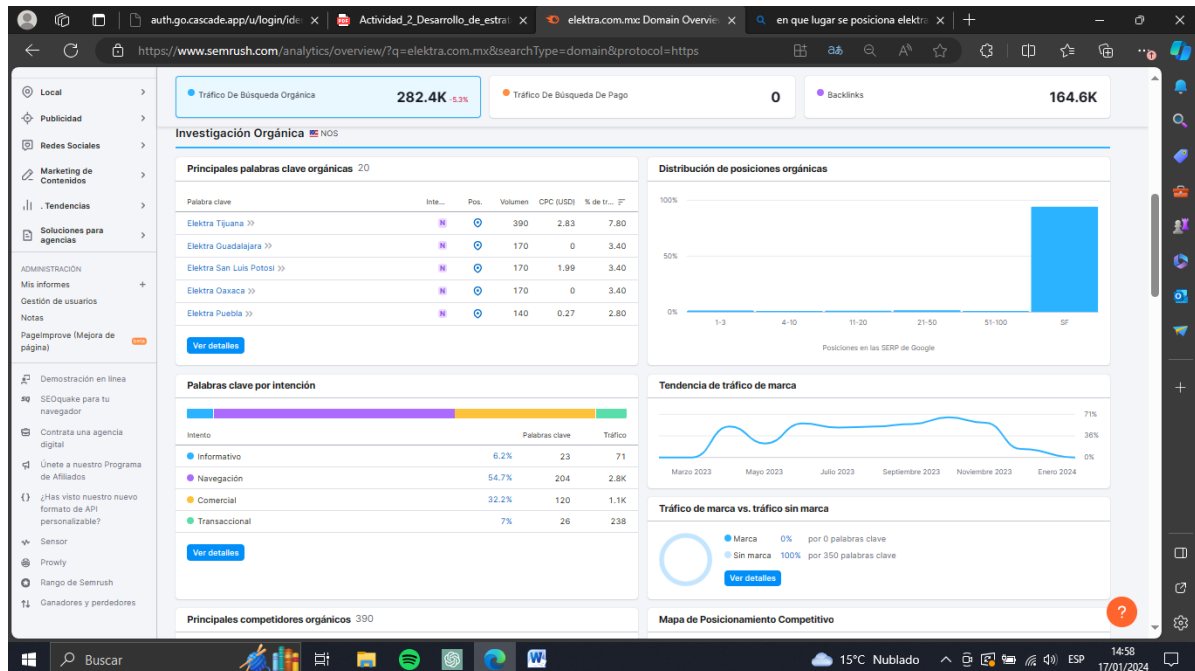 auth.go.cascade.app/u/login/ide
Actividad_2_Desarrollo_de_estrat
elektra.com.mx: Domain Overvie
en que lugar se posiciona elektra
https://www.semrush.com/analytics/overview/?q=elektra.com.mx&searchType=domain&protocol=https
Local
Publicidad
Redes Sociales
Marketing de
Contenidos
. Tendencias
Soluciones para
agencias
ADMINISTRACIÓN
Mis informes +
Gestión de usuarios
Notas
PageImprove (Mejora de
página) beta
Demostración en línea
SEOquake para tu
navegador
Contrata una agencia
digital
Únete a nuestro Programa
de Afiliados
¿Has visto nuestro nuevo
formato de API
personalizable?
Sensor
Prowly
Rango de Semrush
Ganadores y perdedores
Tráfico De Búsqueda Orgánica 282.4K -5.3%
Tráfico De Búsqueda De Pago 0
Backlinks 164.6K
Investigación Orgánica NOS
Principales palabras clave orgánicas 20
Palabra clave Inte... Pos. Volumen CPC (USD) % de tr...
Elektra Tijuana >> N 390 2.83 7.80
Elektra Guadalajara >> N 170 0 3.40
Elektra San Luis Potosi >> N 170 1.99 3.40
Elektra Oaxaca >> N 170 0 3.40
Elektra Puebla >> N 140 0.27 2.80
Ver detalles
Distribución de posiciones orgánicas
100%
50%
0%
1-3 4-10 11-20 21-50 51-100 SF
Posiciones en las SERP de Google
Palabras clave por intención
Intento Palabras clave Tráfico
Informativo 6.2% 23 71
Navegación 54.7% 204 2.8K
Comercial 32.2% 120 1.1K
Transaccional 7% 26 238
Ver detalles
Tendencia de tráfico de marca
71%
36%
0%
Marzo 2023 Mayo 2023 Julio 2023 Septiembre 2023 Noviembre 2023 Enero 2024
Tráfico de marca vs. tráfico sin marca
Marca 0% por 0 palabras clave
Sin marca 100% por 350 palabras clave
Ver detalles
Principales competidores orgánicos 390
Mapa de Posicionamiento Competitivo
?
Buscar
15°C Nublado
ESP
14:58
17/01/2024